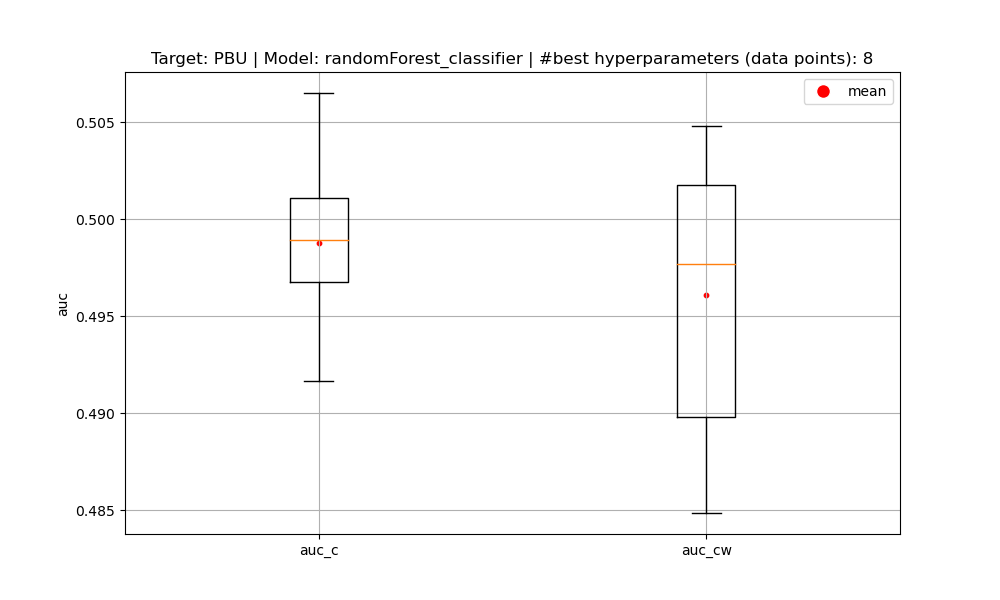 Target: PBU | Model: randomForest_classifier | #best hyperparameters (data points): 8
mean
0.505
0.500
0.495
0.490
0.485
auc
auc_c
auc_cw